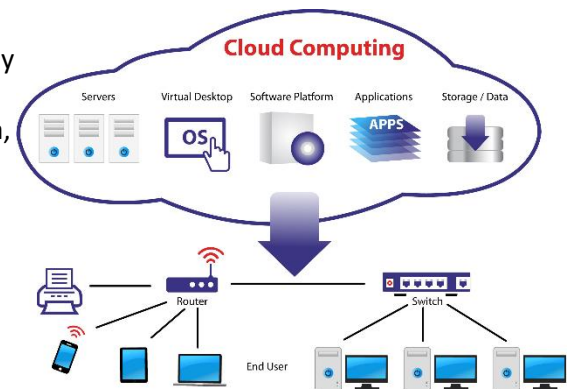 Cloud Computing
Servers
Virtual Desktop
Software Platform
Applications
Storage / Data
OS
APPS
Router
Switch
End User